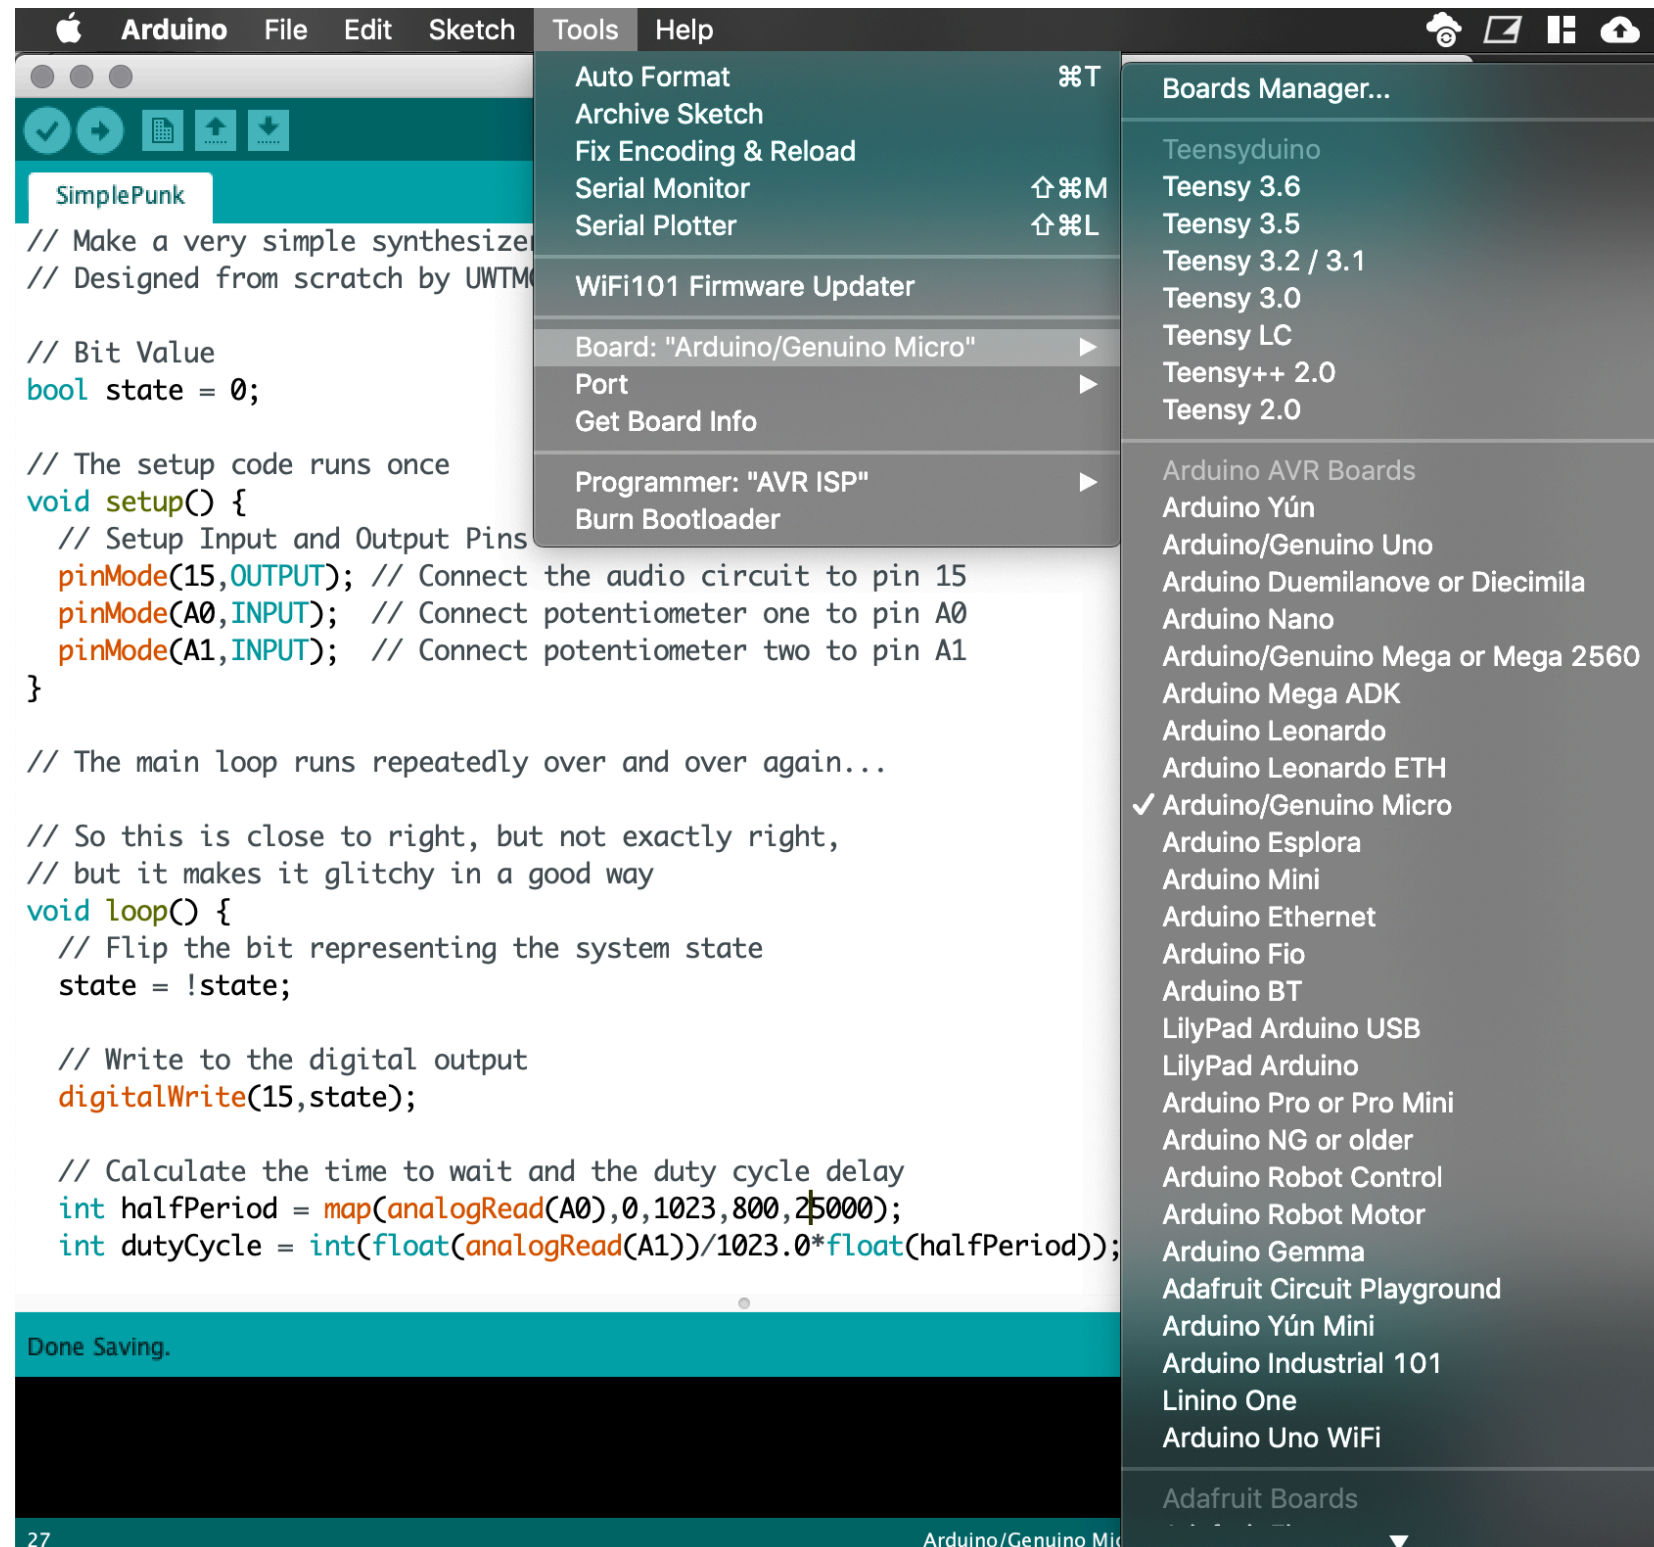 Arduino File Edit Sketch Tools Help
SimplePunk
// Make a very simple synthesizer
// Designed from scratch by
// Bit Value
bool state = 0;
// The setup code runs once
void setup() {
// Setup Input and Output Pins
pinMode(15,OUTPUT); // Connect the audio circuit to pin 15
pinMode(A0,INPUT); // Connect potentiometer one to pin A0
pinMode(A1,INPUT); // Connect potentiometer two to pin A1
}
// The main loop runs repeatedly over and over again...
// So this is close to right, but not exactly right,
// but it makes it glitchy in a good way
void loop() {
// Flip the bit representing the system state
state = !state;
// Write to the digital output
digitalWrite(15,state);
// Calculate the time to wait and the duty cycle delay
int halfPeriod = map(analogRead(A0),0,1023,800,25000);
int dutyCycle = int(float(analogRead(A1))/1023.0*float(halfPeriod));
Done Saving.
27
Arduino/Genuino
Auto Format ⌘T
Archive Sketch
Fix Encoding & Reload
Serial Monitor ⇧⌘M
Serial Plotter ⇧⌘L
WiFi101 Firmware Updater
Board: "Arduino/Genuino Micro" ▶
Port ▶
Get Board Info
Programmer: "AVR ISP" ▶
Burn Bootloader
Boards Manager...
Teensyduino
Teensy 3.6
Teensy 3.5
Teensy 3.2 / 3.1
Teensy 3.0
Teensy LC
Teensy++ 2.0
Teensy 2.0
Arduino AVR Boards
Arduino Yún
Arduino/Genuino Uno
Arduino Duemilanove or Diecimila
Arduino Nano
Arduino/Genuino Mega or Mega 2560
Arduino Mega ADK
Arduino Leonardo
Arduino Leonardo ETH
✓ Arduino/Genuino Micro
Arduino Esplora
Arduino Mini
Arduino Ethernet
Arduino Fio
Arduino BT
LilyPad Arduino USB
LilyPad Arduino
Arduino Pro or Pro Mini
Arduino NG or older
Arduino Robot Control
Arduino Robot Motor
Arduino Gemma
Adafruit Circuit Playground
Arduino Yún Mini
Arduino Industrial 101
Linino One
Arduino Uno WiFi
Adafruit Boards